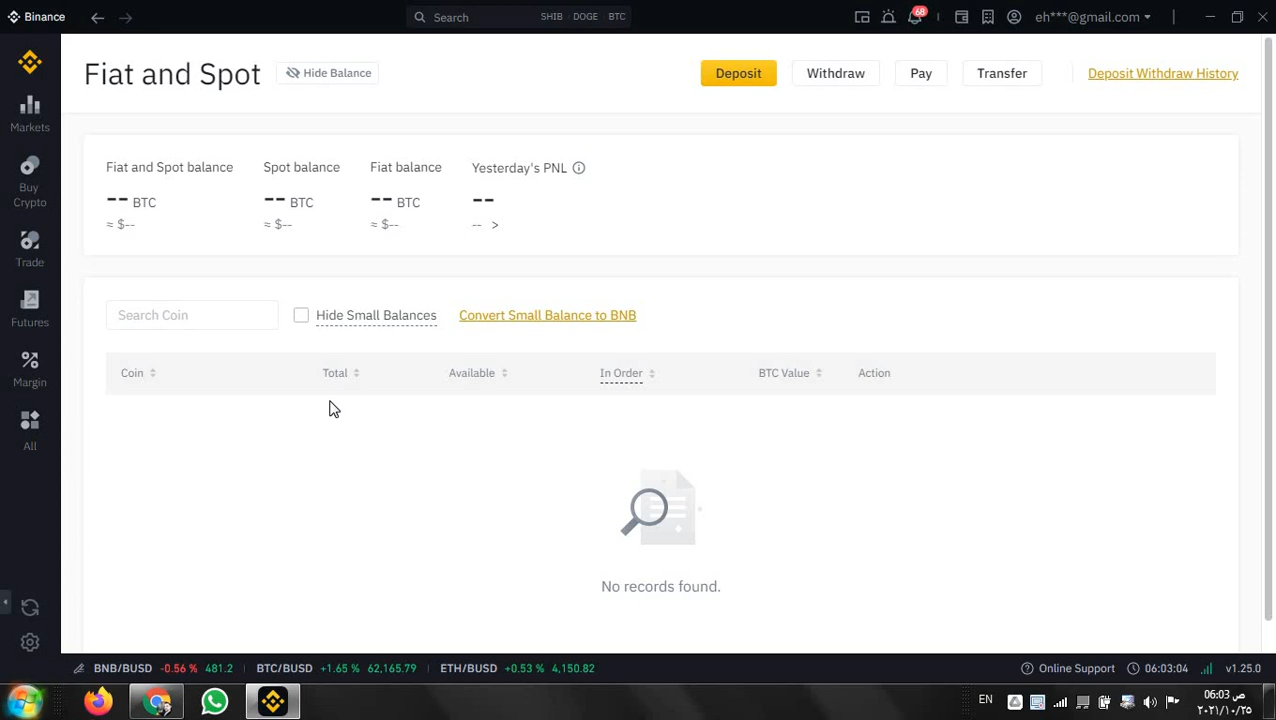 Binance
Search SHIB DOGE BTC
68
eh***@gmail.com
Fiat and Spot
Hide Balance
Deposit
Withdraw
Pay
Transfer
Deposit Withdraw History
Markets
Buy
Crypto
Trade
Futures
Margin
All
Fiat and Spot balance
-- BTC
≈ $--
Spot balance
-- BTC
≈ $--
Fiat balance
-- BTC
≈ $--
Yesterday's PNL
--
-- >
Search Coin
Hide Small Balances
Convert Small Balance to BNB
Coin Total Available In Order BTC Value Action
No records found.
BNB/BUSD -0.56 % 481.2 BTC/BUSD +1.65 % 62,165.79 ETH/BUSD +0.53 % 4,150.82
Online Support 06:03:04 v1.25.0
EN
06:03 ص
٢٠٢١/١٠/٢٥